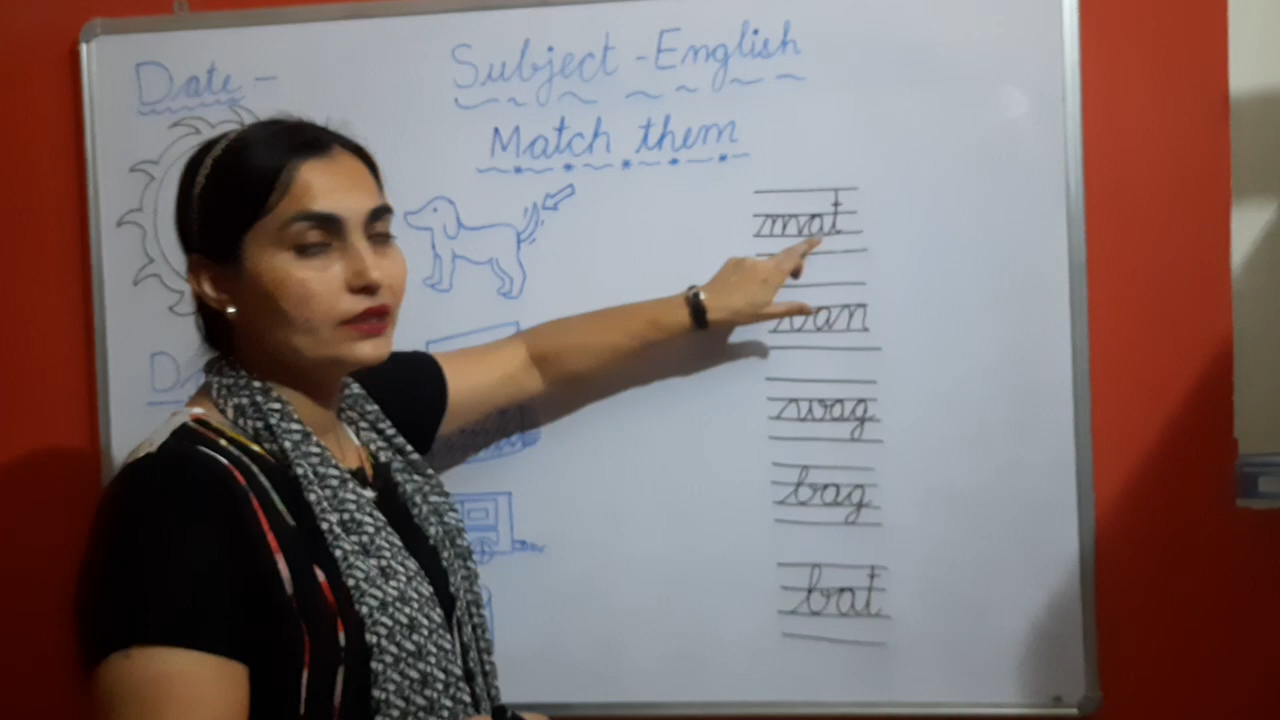 Date -
Subject - English
Match them
mat
van
wag
bag
bat